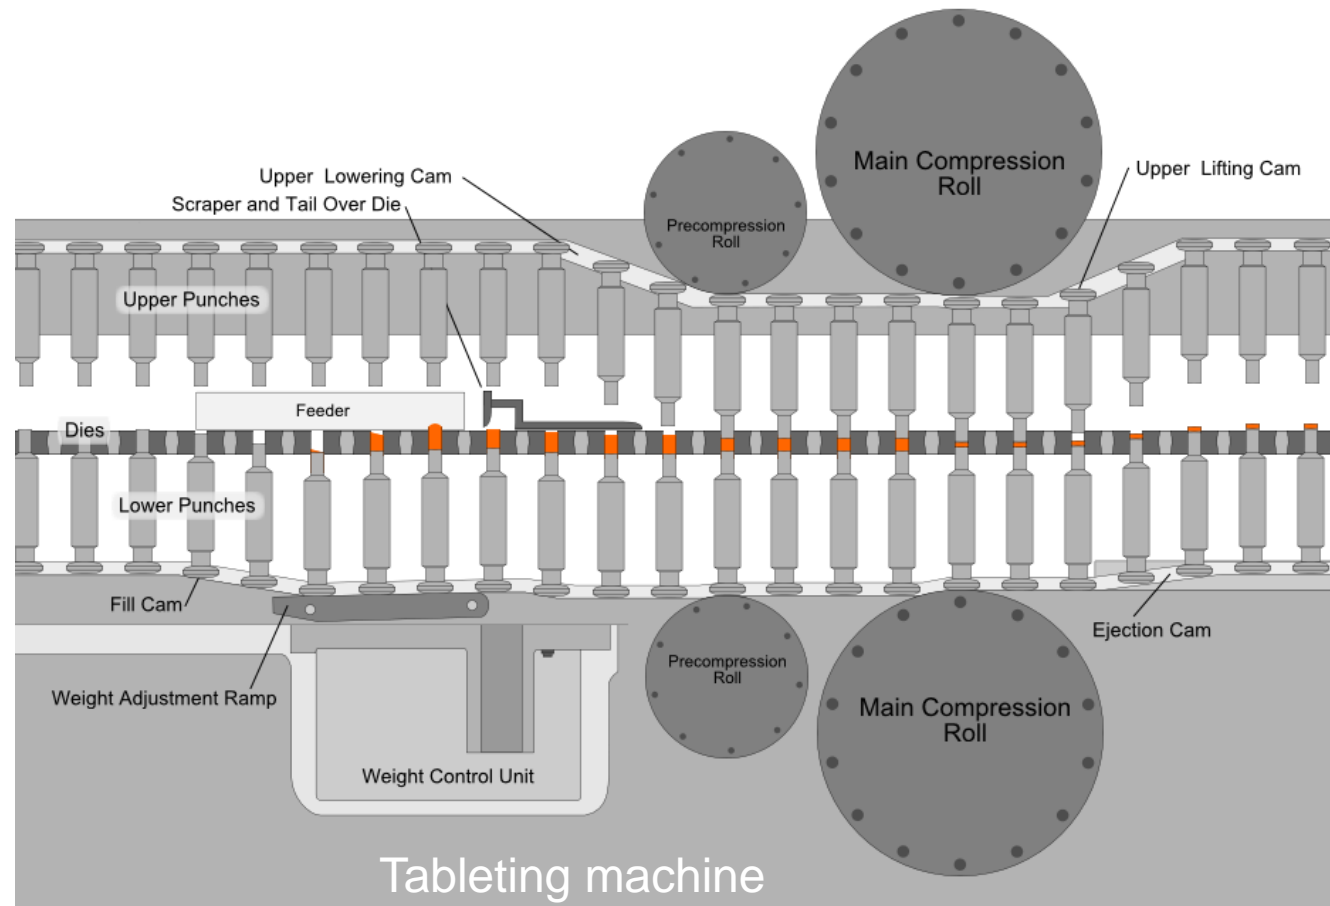 Main Compression
Roll
Upper Lowering Cam
Scraper and Tail Over Die
Upper Lifting Cam
Precompression
Roll
Upper Punches
Feeder
Dies
Lower Punches
Fill Cam
Ejection Cam
Weight Adjustment Ramp
Precompression
Roll
Main Compression
Roll
Weight Control Unit
Tableting machine